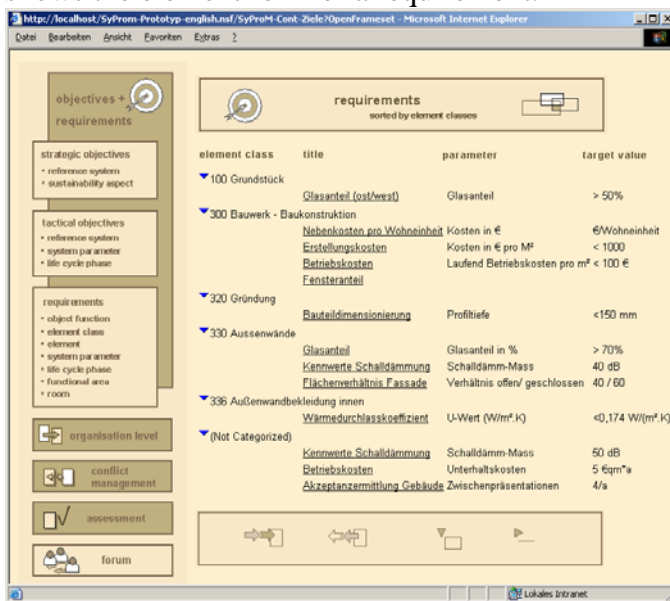 http://localhost/SyProm-Prototyp-english.nsf/SyProM-Cont-Ziele?OpenFrameset - Microsoft Internet Explorer
Datei Bearbeiten Ansicht Favoriten Extras ?
objectives +
requirements
strategic objectives
• reference system
• sustainability aspect
tactical objectives
• reference system
• system parameter
• life cycle phase
requirements
• object function
• element class
• element
• system parameter
• life cycle phase
• functional area
• room
organisation level
conflict
management
assessment
forum
requirements
sorted by element classes
element class title parameter target value
100 Grundstück
Glasanteil (ost/west) Glasanteil > 50%
300 Bauwerk - Baukonstruktion
Nebenkosten pro Wohneinheit Kosten in € €/Wohneinheit
Erstellungskosten Kosten in € pro M² < 1000
Betriebskosten Laufend Betriebskosten pro m² < 100 €
Fensteranteil
320 Gründung
Bauteildimensionierung Profiltiefe <150 mm
330 Aussenwände
Glasanteil Glasanteil in % > 70%
Kennwerte Schalldämmung Schalldämm-Mass 40 dB
Flächenverhältnis Fassade Verhältnis offen/ geschlossen 40 / 60
336 Außenwandbekleidung innen
Wärmedurchlasskoeffizient U-Wert (W/m².K) <0,174 W/(m².K)
(Not Categorized)
Kennwerte Schalldämmung Schalldämm-Mass 50 dB
Betriebskosten Unterhaltskosten 5 €qm*a
Akzeptanzermittlung Gebäude Zwischenpräsentationen 4/a
Lokales Intranet